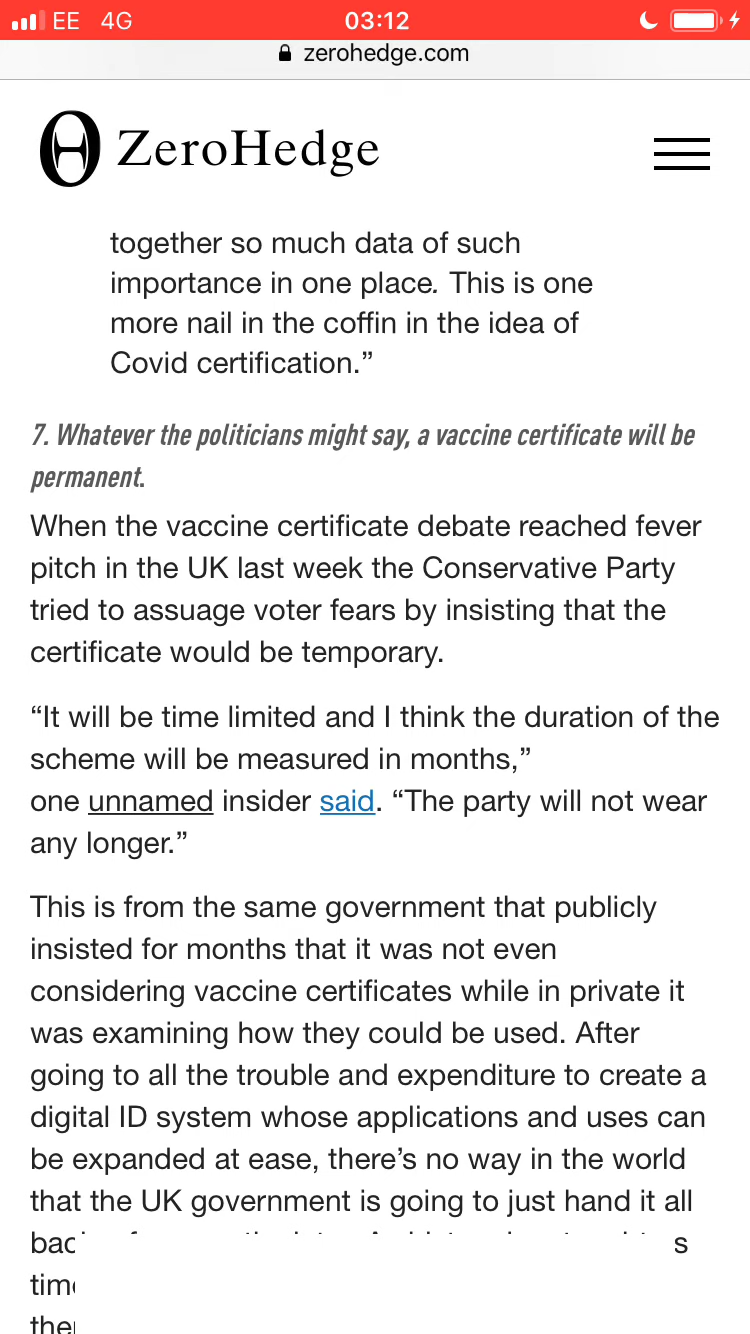 EE 4G 03:12
zerohedge.com
ZeroHedge
together so much data of such
importance in one place. This is one
more nail in the coffin in the idea of
Covid certification.”
7. Whatever the politicians might say, a vaccine certificate will be
permanent.
When the vaccine certificate debate reached fever
pitch in the UK last week the Conservative Party
tried to assuage voter fears by insisting that the
certificate would be temporary.
“It will be time limited and I think the duration of the
scheme will be measured in months,”
one unnamed insider said. “The party will not wear
any longer.”
This is from the same government that publicly
insisted for months that it was not even
considering vaccine certificates while in private it
was examining how they could be used. After
going to all the trouble and expenditure to create a
digital ID system whose applications and uses can
be expanded at ease, there’s no way in the world
that the UK government is going to just hand it all